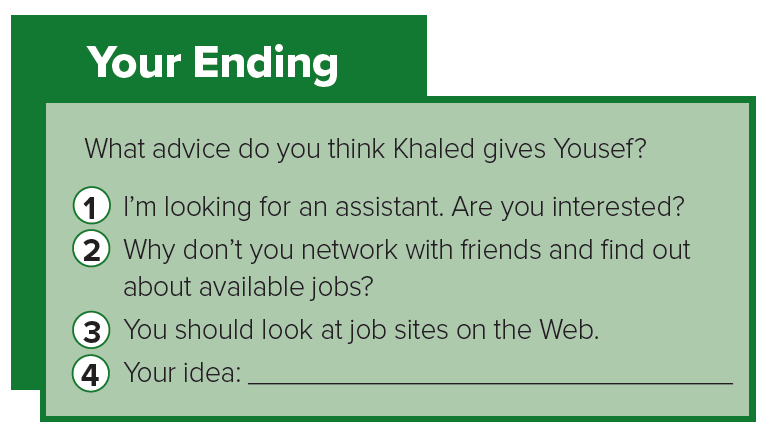 Your Ending
What advice do you think Khaled gives Yousef?
1 I'm looking for an assistant. Are you interested?
2 Why don't you network with friends and find out
about available jobs?
3 You should look at job sites on the Web.
4 Your idea: